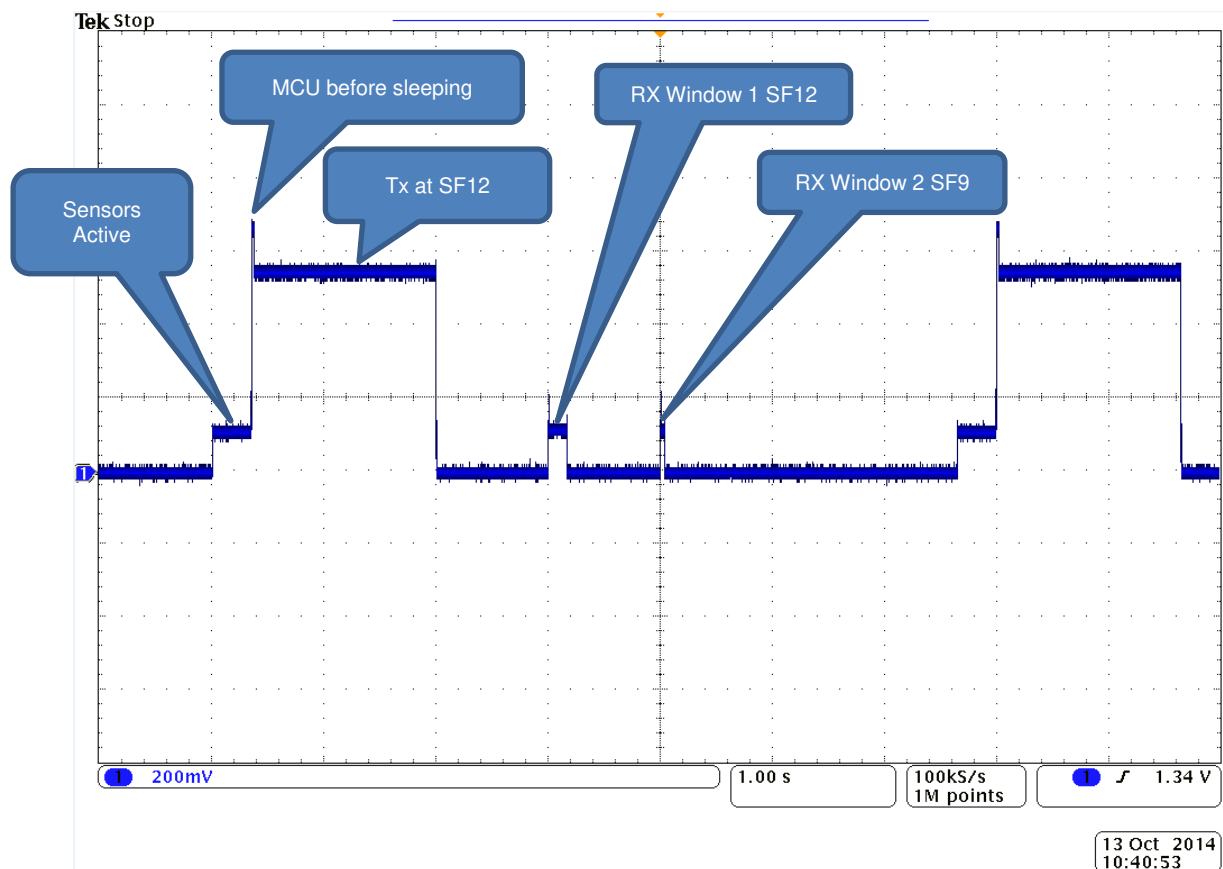 Tek Stop
MCU before sleeping
RX Window 1 SF12
Tx at SF12
RX Window 2 SF9
Sensors
Active
1
1 200mV
1.00 s
100kS/s
1M points
1 1.34 V
13 Oct 2014
10:40:53